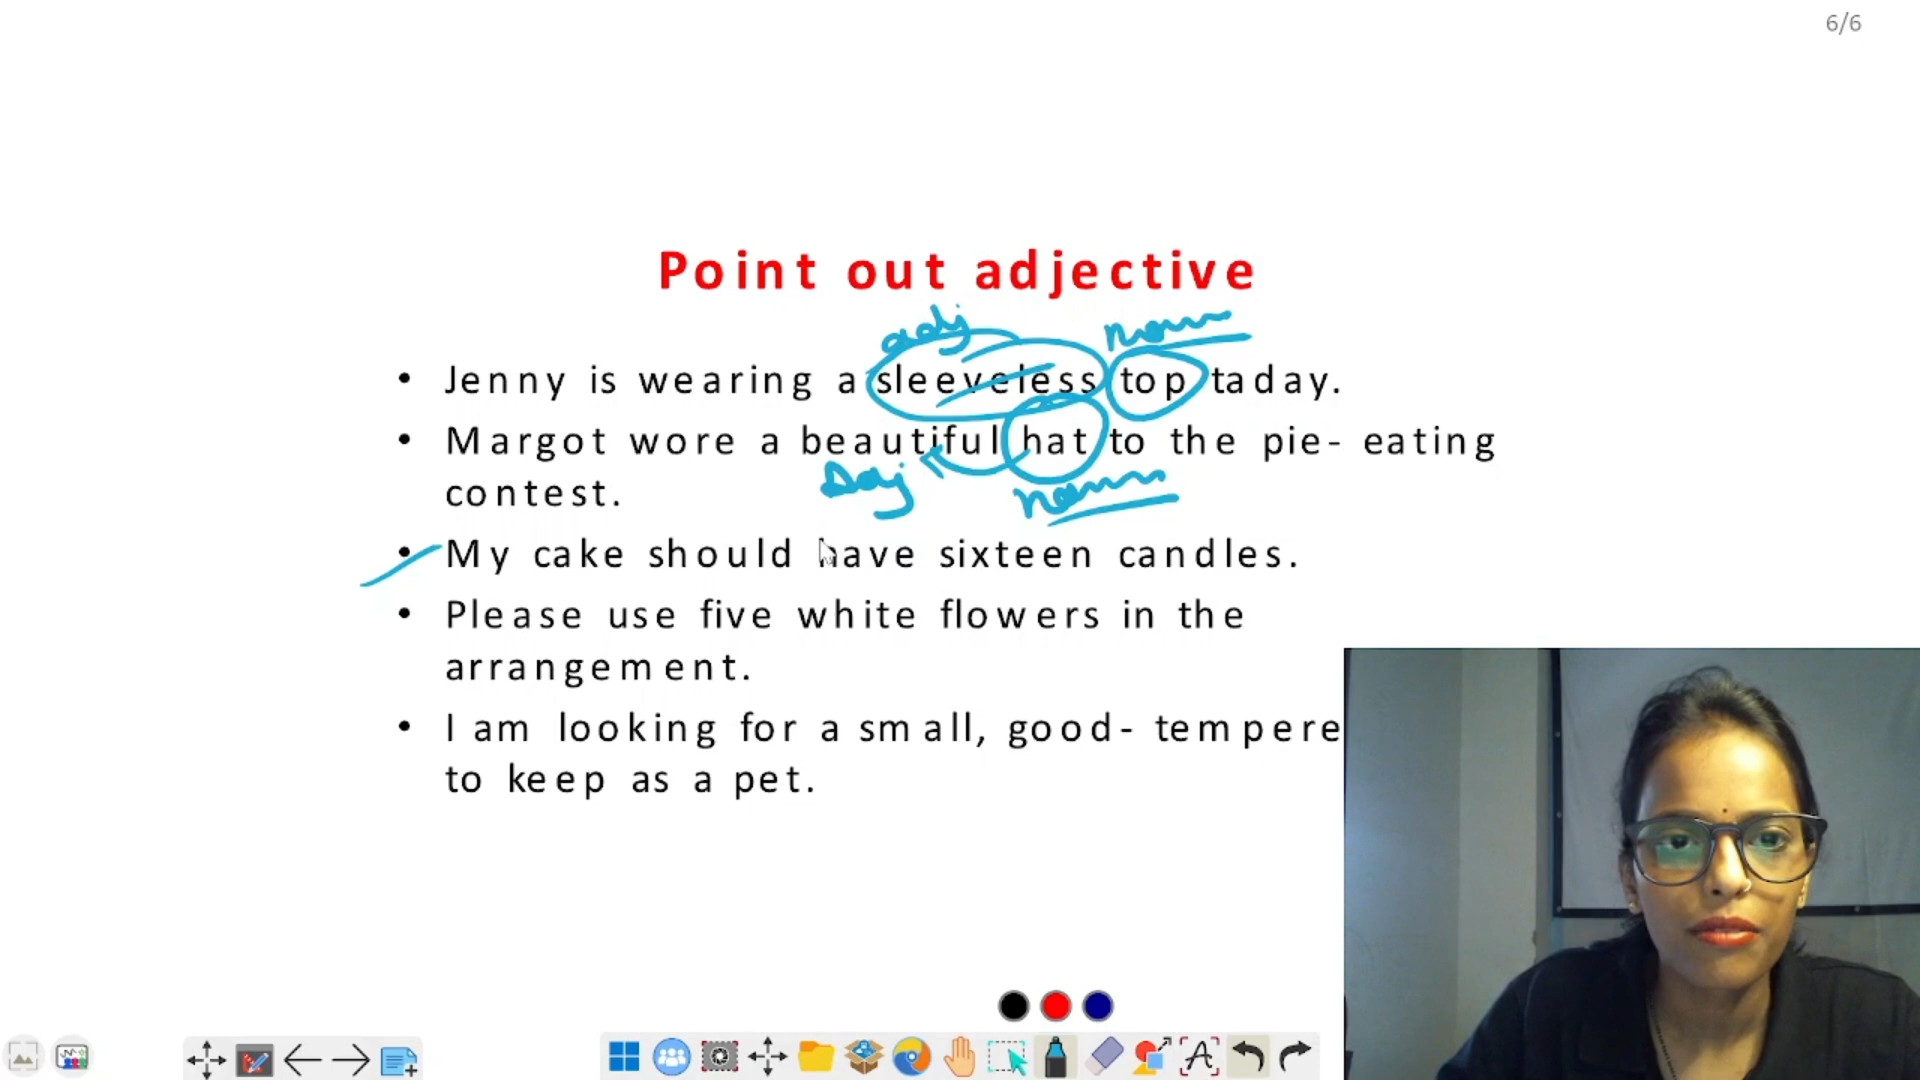 6/6
Point out adjective
adj noun
• Jenny is wearing a sleeveless top taday.
• Margot wore a beautiful hat to the pie- eating
contest.
Adj noun
• My cake should have sixteen candles.
• Please use five white flowers in the
arrangement.
• I am looking for a small, good- tempere
to keep as a pet.